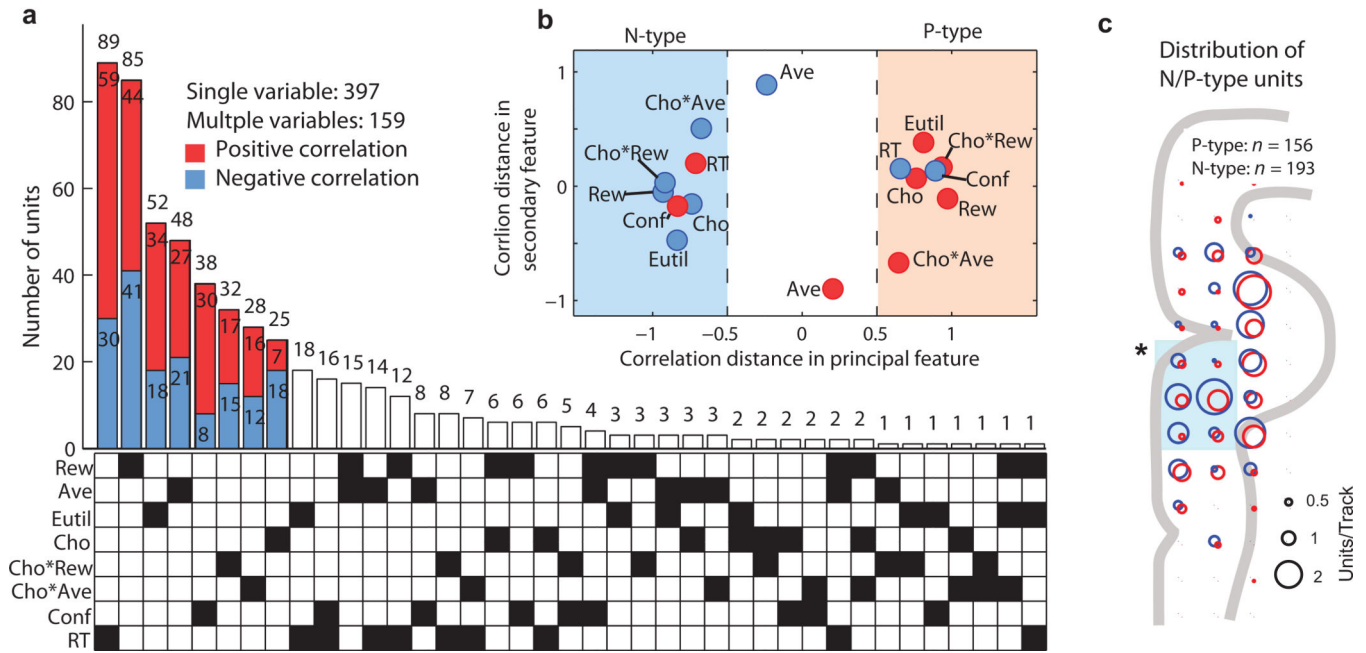 a
89
85
52
48
38
32
28
25
18
16
15
14
12
8
8
7
6
6
6
5
4
3
3
3
3
3
2
2
2
2
2
2
1
1
1
1
1
1
1
59
44
34
27
30
17
16
7
30
41
18
21
8
15
12
18
Single variable: 397
Multple variables: 159
Positive correlation
Negative correlation
Number of units
80
60
40
20
0
Rew
Ave
Eutil
Cho
Cho*Rew
Cho*Ave
Conf
RT
b
N-type
P-type
Corrlion distance in
secondary feature
1
0
−1
Ave
Cho*Ave
Cho*Rew
RT
Rew
Conf
Cho
Eutil
Ave
Eutil
RT
Cho*Rew
Conf
Cho
Rew
Cho*Ave
−1
−0.5
0
0.5
1
Correlation distance in principal feature
c
Distribution of
N/P-type units
P-type: n = 156
N-type: n = 193
*
0.5
1
2
Units/Track